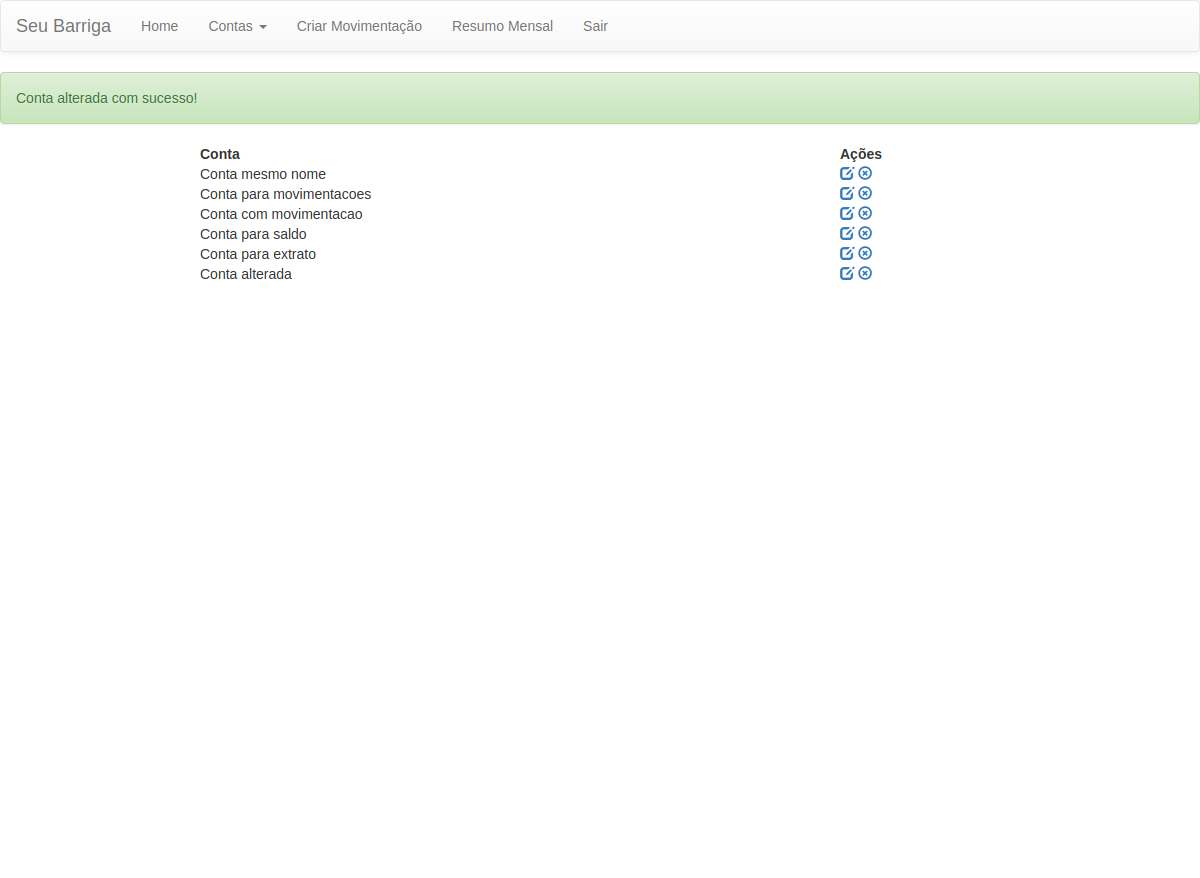 Seu Barriga Home Contas Criar Movimentação Resumo Mensal Sair
Conta alterada com sucesso!
Conta Ações
Conta mesmo nome
Conta para movimentacoes
Conta com movimentacao
Conta para saldo
Conta para extrato
Conta alterada